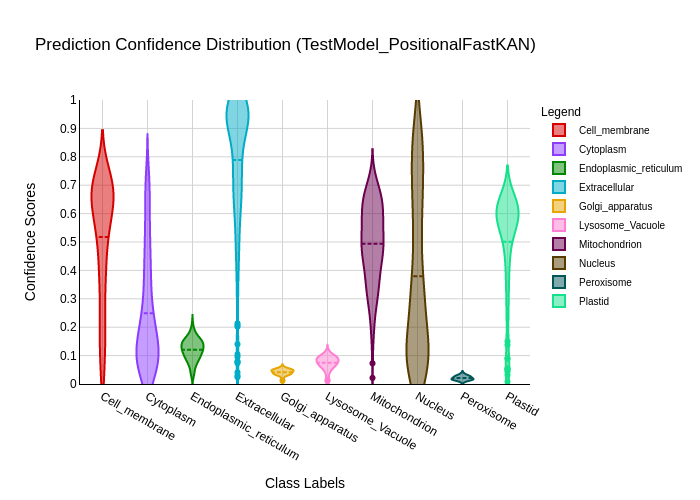 Prediction Confidence Distribution (TestModel_PositionalFastKAN)
Legend
Cell_membrane
Cytoplasm
Endoplasmic_reticulum
Extracellular
Golgi_apparatus
Lysosome_Vacuole
Mitochondrion
Nucleus
Peroxisome
Plastid
Confidence Scores
1
0.9
0.8
0.7
0.6
0.5
0.4
0.3
0.2
0.1
0
Cell_membrane
Cytoplasm
Endoplasmic_reticulum
Extracellular
Golgi_apparatus
Lysosome_Vacuole
Mitochondrion
Nucleus
Peroxisome
Plastid
Class Labels